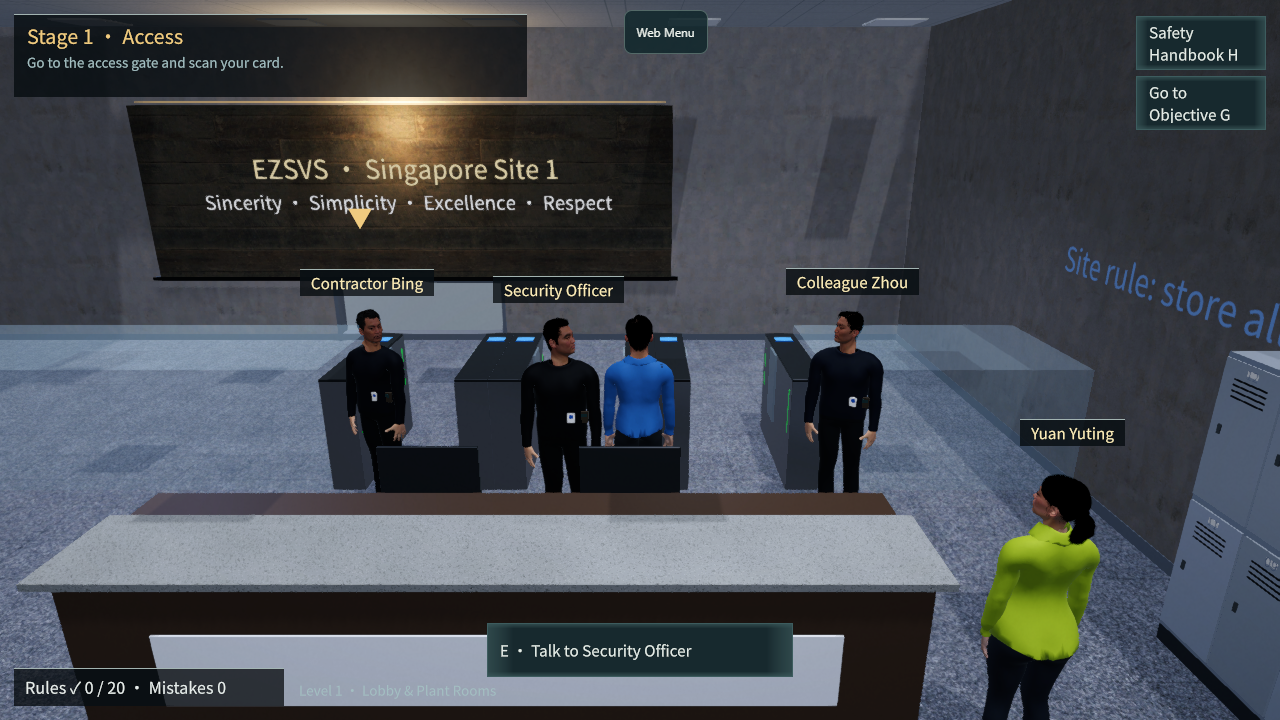 Stage 1 • Access
Go to the access gate and scan your card.
Web Menu
Safety
Handbook H
Go to
Objective G
EZSVS • Singapore Site 1
Sincerity • Simplicity • Excellence • Respect
Contractor Bing
Security Officer
Colleague Zhou
Site rule: store al
Yuan Yuting
E • Talk to Security Officer
Rules ✓ 0 / 20 • Mistakes 0
Level 1 • Lobby & Plant Rooms